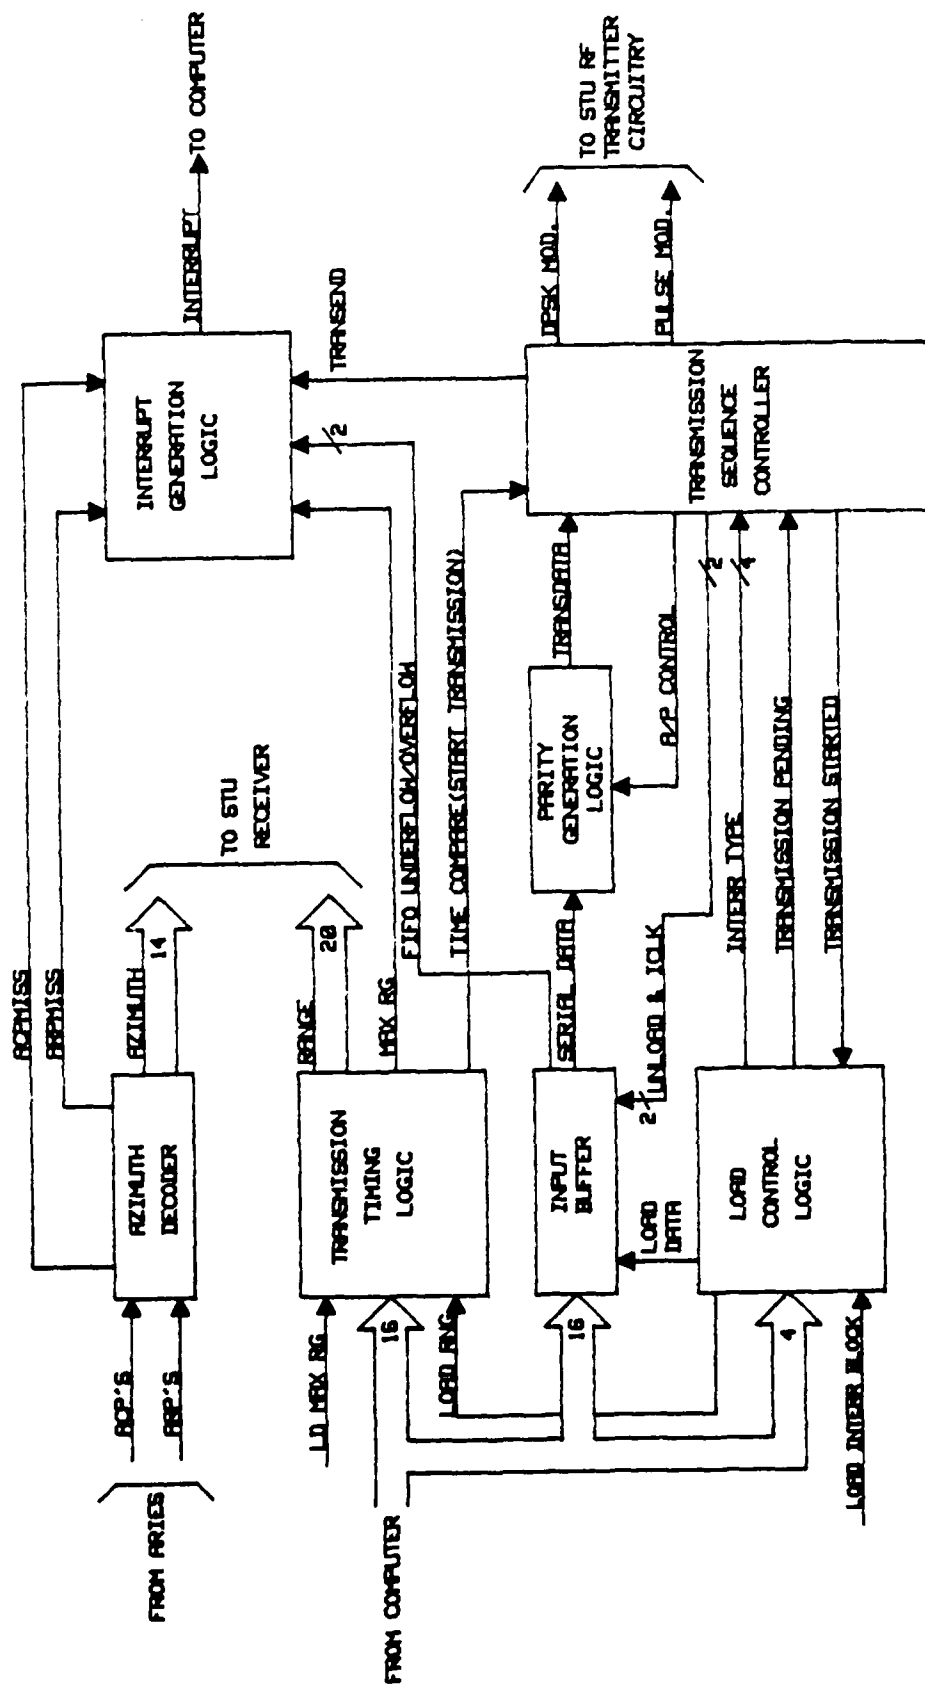 FROM ARIES
ACP'S
ARP'S
AZIMUTH
DECODER
ACPMISS
ARPMISS
AZIMUTH
14
TO STU
RECEIVER
INTERRUPT
GENERATION
LOGIC
INTERRUPT
TO COMPUTER
FROM COMPUTER
LD MAX RG
16
LOAD RNG
TRANSMISSION
TIMING
LOGIC
RANGE
20
MAX RG
FIFO UNDERFLOW/OVERFLOW
2
TIME COMPARE(START TRANSMISSION)
TRANSEND
16
INPUT
BUFFER
SERIAL DATA
PARITY
GENERATION
LOGIC
TRANSDATA
A/P CONTROL
LOAD
DATA
2
UNLOAD & ICLK
2
TRANSMISSION
SEQUENCE
CONTROLLER
DPSK MOD.
PULSE MOD.
TO STU RF
TRANSMITTER
CIRCUITRY
4
LOAD INTERR BLOCK
LOAD
CONTROL
LOGIC
INTERR TYPE
4
TRANSMISSION PENDING
TRANSMISSION STARTED